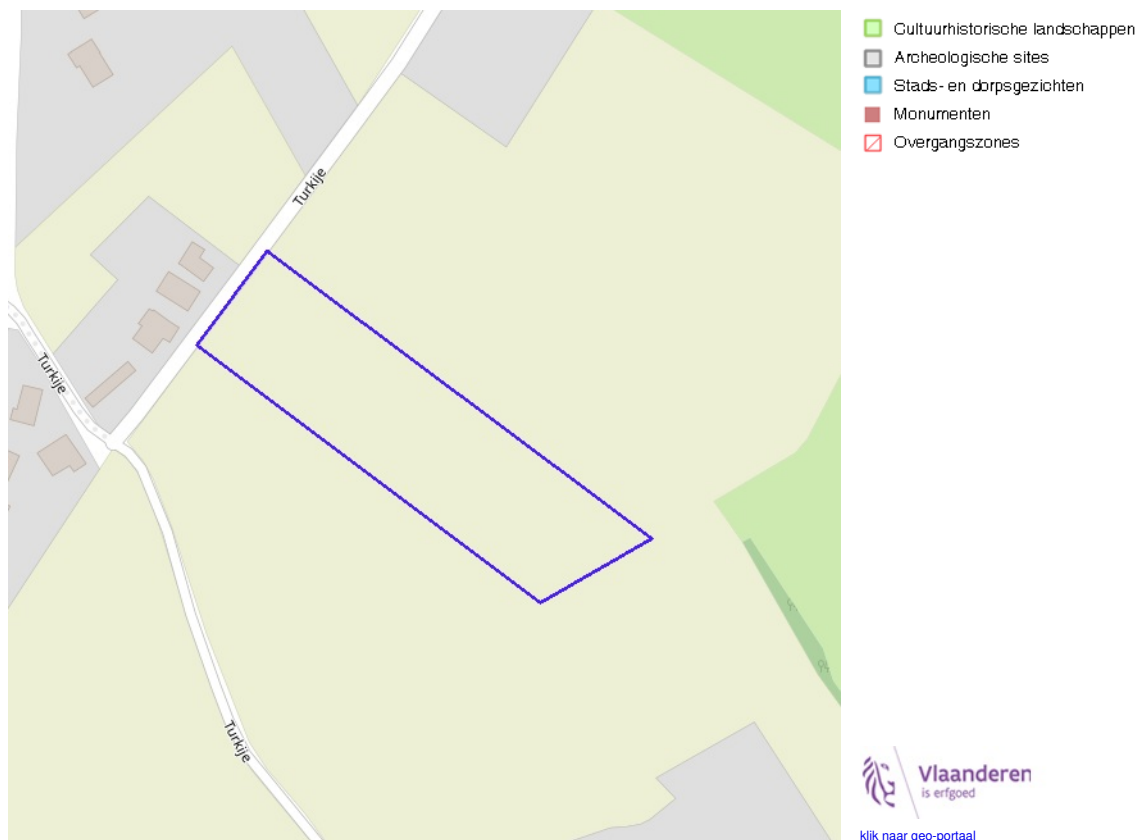 Turkije
Turkije
Turkije
Cultuurhistorische landschappen
Archeologische sites
Stads- en dorpsgezichten
Monumenten
Overgangszones
Vlaanderen
is erfgoed
klik naar geo-portaal